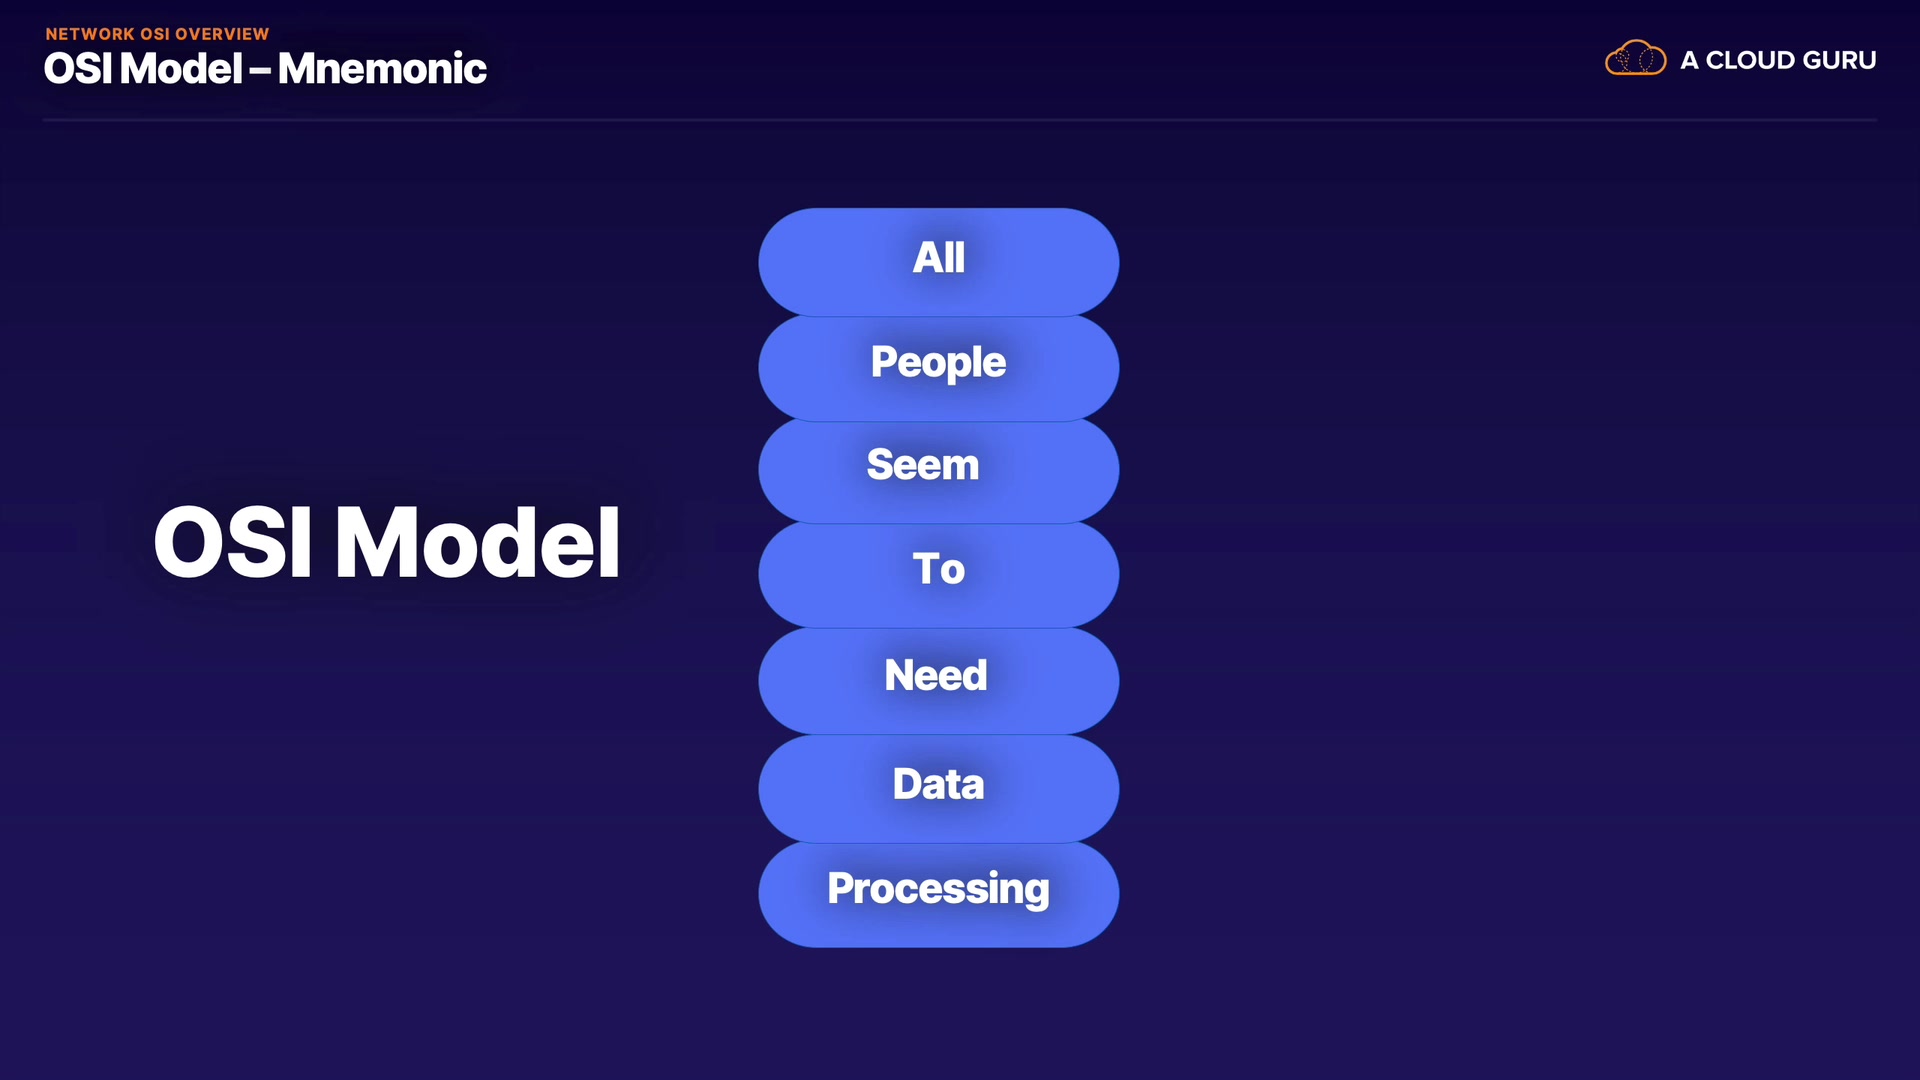 NETWORK OSI OVERVIEW
OSI Model – Mnemonic
A CLOUD GURU
OSI Model
All
People
Seem
To
Need
Data
Processing